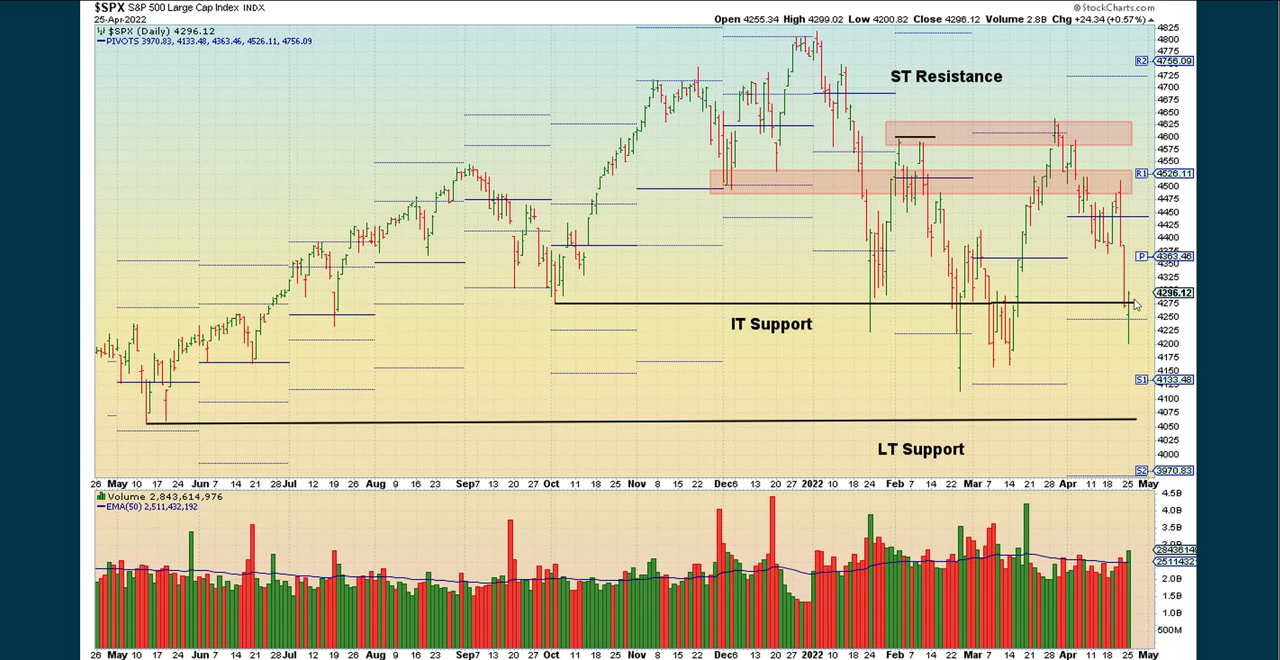 $SPX S&P 500 Large Cap Index INDX
© StockCharts.com
25-Apr-2022
Open 4255.34 High 4299.02 Low 4200.82 Close 4296.12 Volume 2.8B Chg +24.34 (+0.57%)
$SPX (Daily) 4296.12
PIVOTS 3970.83, 4133.48, 4363.46, 4526.11, 4756.09
ST Resistance
IT Support
LT Support
4825
4800
4775
R2 4756.09
4725
4700
4675
4650
4625
4600
4575
4550
R1 4526.11
4500
4475
4450
4425
4400
P 4363.46
4350
4325
4296.12
4275
4250
4225
4200
4175
4150
S1 4133.48
4100
4075
4050
4025
4000
S2 3970.83
26 May 10 17 24 Jun 7 14 21 Jul 12 19 26 Aug 9 16 23 Sep 7 13 20 27 Oct 11 18 25 Nov 8 15 22 Dec 6 13 20 27 2022 10 18 24 Feb 7 14 22 Mar 7 14 21 28 Apr 11 18 25 May
Volume 2,843,614,976
EMA(50) 2,511,432,192
4.5B
4.0B
3.5B
3.0B
2843614
2511432
2.0B
1.5B
1.0B
500M
26 May 10 17 24 Jun 7 14 21 Jul 12 19 26 Aug 9 16 23 Sep 7 13 20 27 Oct 11 18 25 Nov 8 15 22 Dec 6 13 20 27 2022 10 18 24 Feb 7 14 22 Mar 7 14 21 28 Apr 11 18 25 May